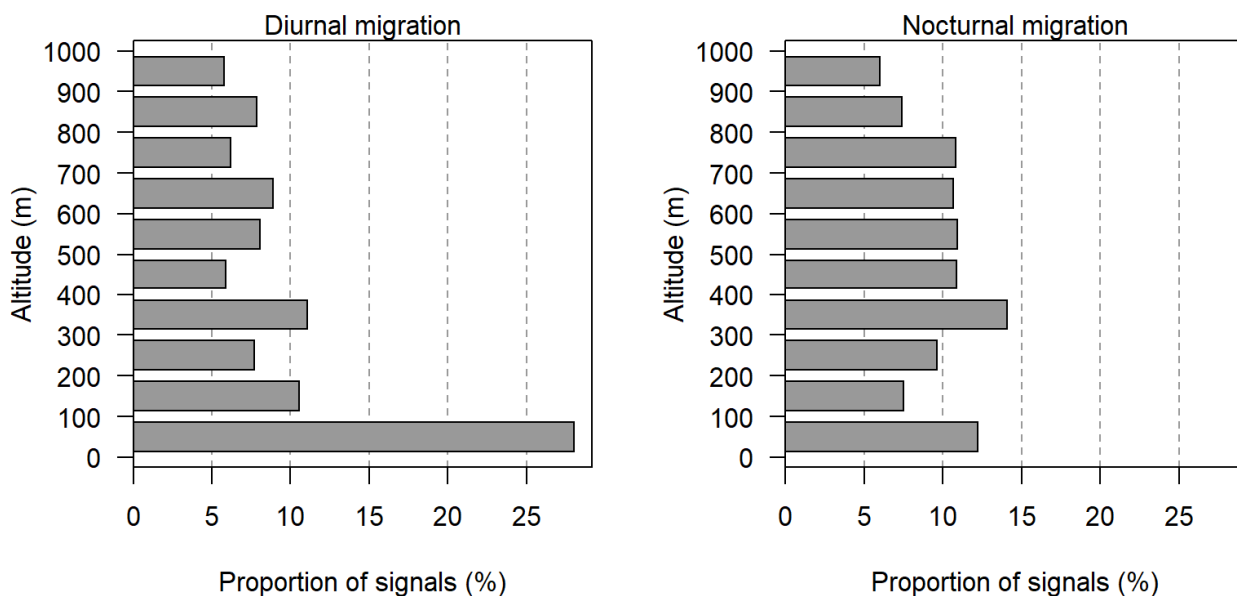 Diurnal migration
Altitude (m)
1000
900
800
700
600
500
400
300
200
100
0
0 5 10 15 20 25
Proportion of signals (%)
Nocturnal migration
Altitude (m)
1000
900
800
700
600
500
400
300
200
100
0
0 5 10 15 20 25
Proportion of signals (%)